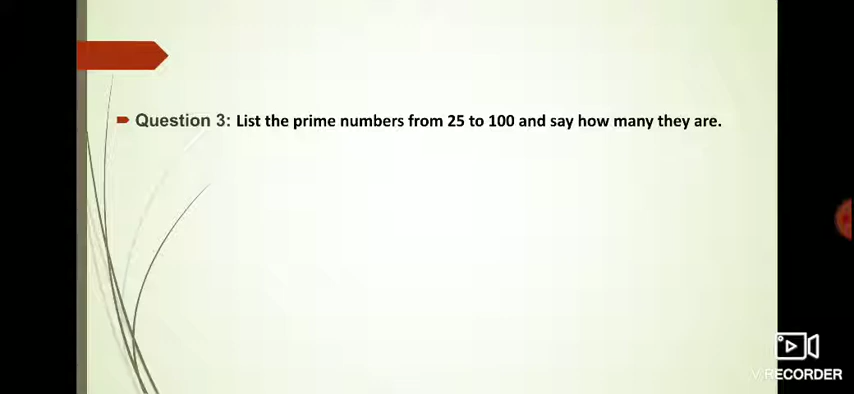 Question 3: List the prime numbers from 25 to 100 and say how many they are.
V.RECORDER